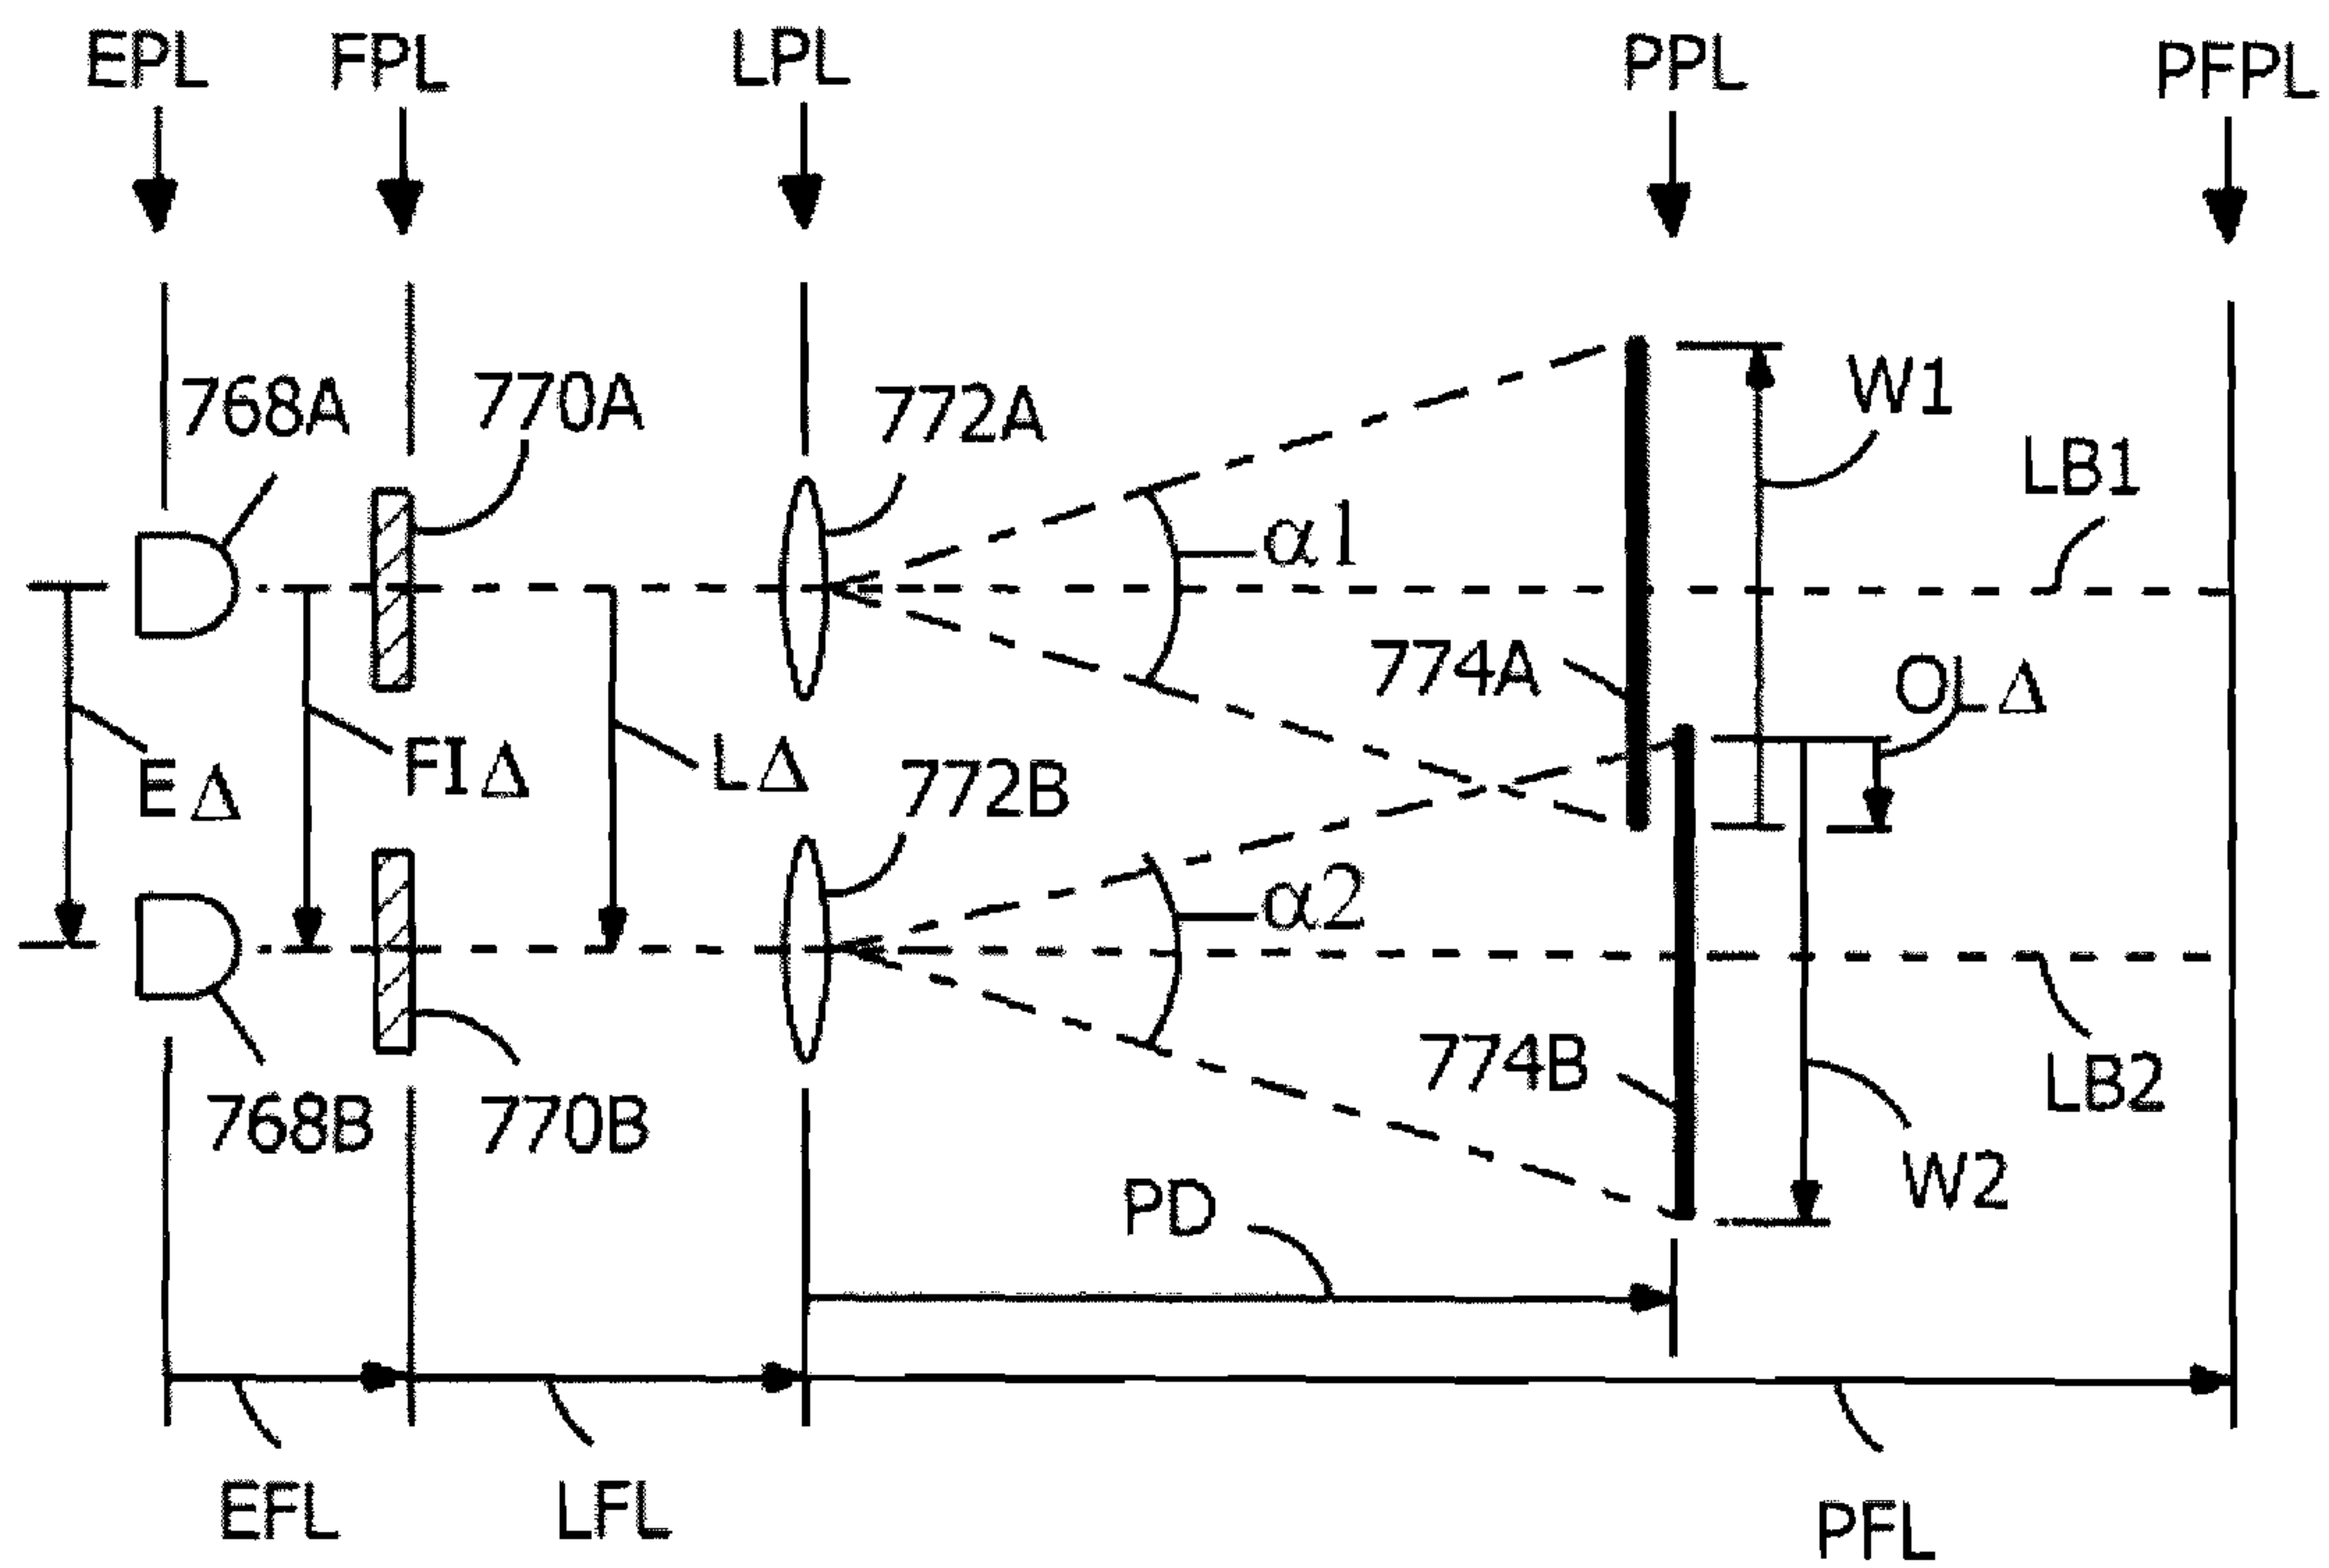 EPL FPL LPL PPL PFPL
768A 770A 772A W1
LB1
α1
774A OLΔ
EΔ FIΔ LΔ 772B
α2
774B LB2
768B 770B W2
PD
EFL LFL PFL